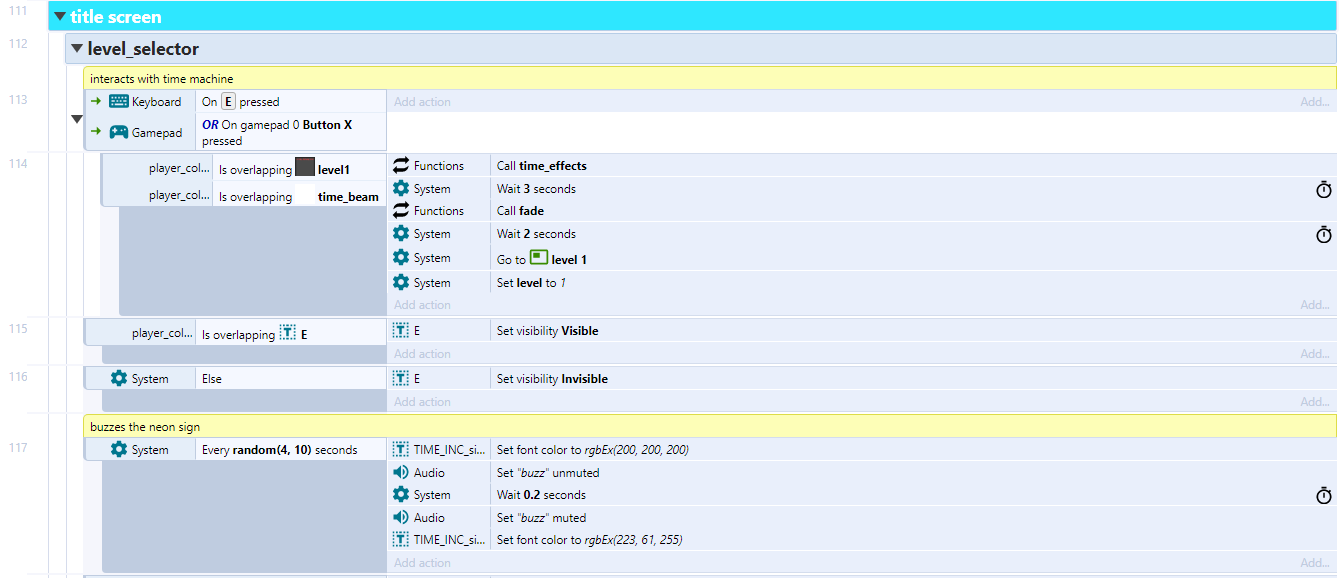 111 title screen
112 level_selector
interacts with time machine
113 Keyboard On E pressed Add action Add...
Gamepad OR On gamepad 0 Button X
pressed
114 player_col... Is overlapping level1 Functions Call time_effects
player_col... Is overlapping time_beam System Wait 3 seconds
Functions Call fade
System Wait 2 seconds
System Go to level 1
System Set level to 1
Add action Add...
115 player_col... Is overlapping T E T E Set visibility Visible
Add action Add...
116 System Else T E Set visibility Invisible
Add action Add...
buzzes the neon sign
117 System Every random(4, 10) seconds T TIME_INC_si... Set font color to rgbEx(200, 200, 200)
Audio Set "buzz" unmuted
System Wait 0.2 seconds
Audio Set "buzz" muted
T TIME_INC_si... Set font color to rgbEx(223, 61, 255)
Add action Add...